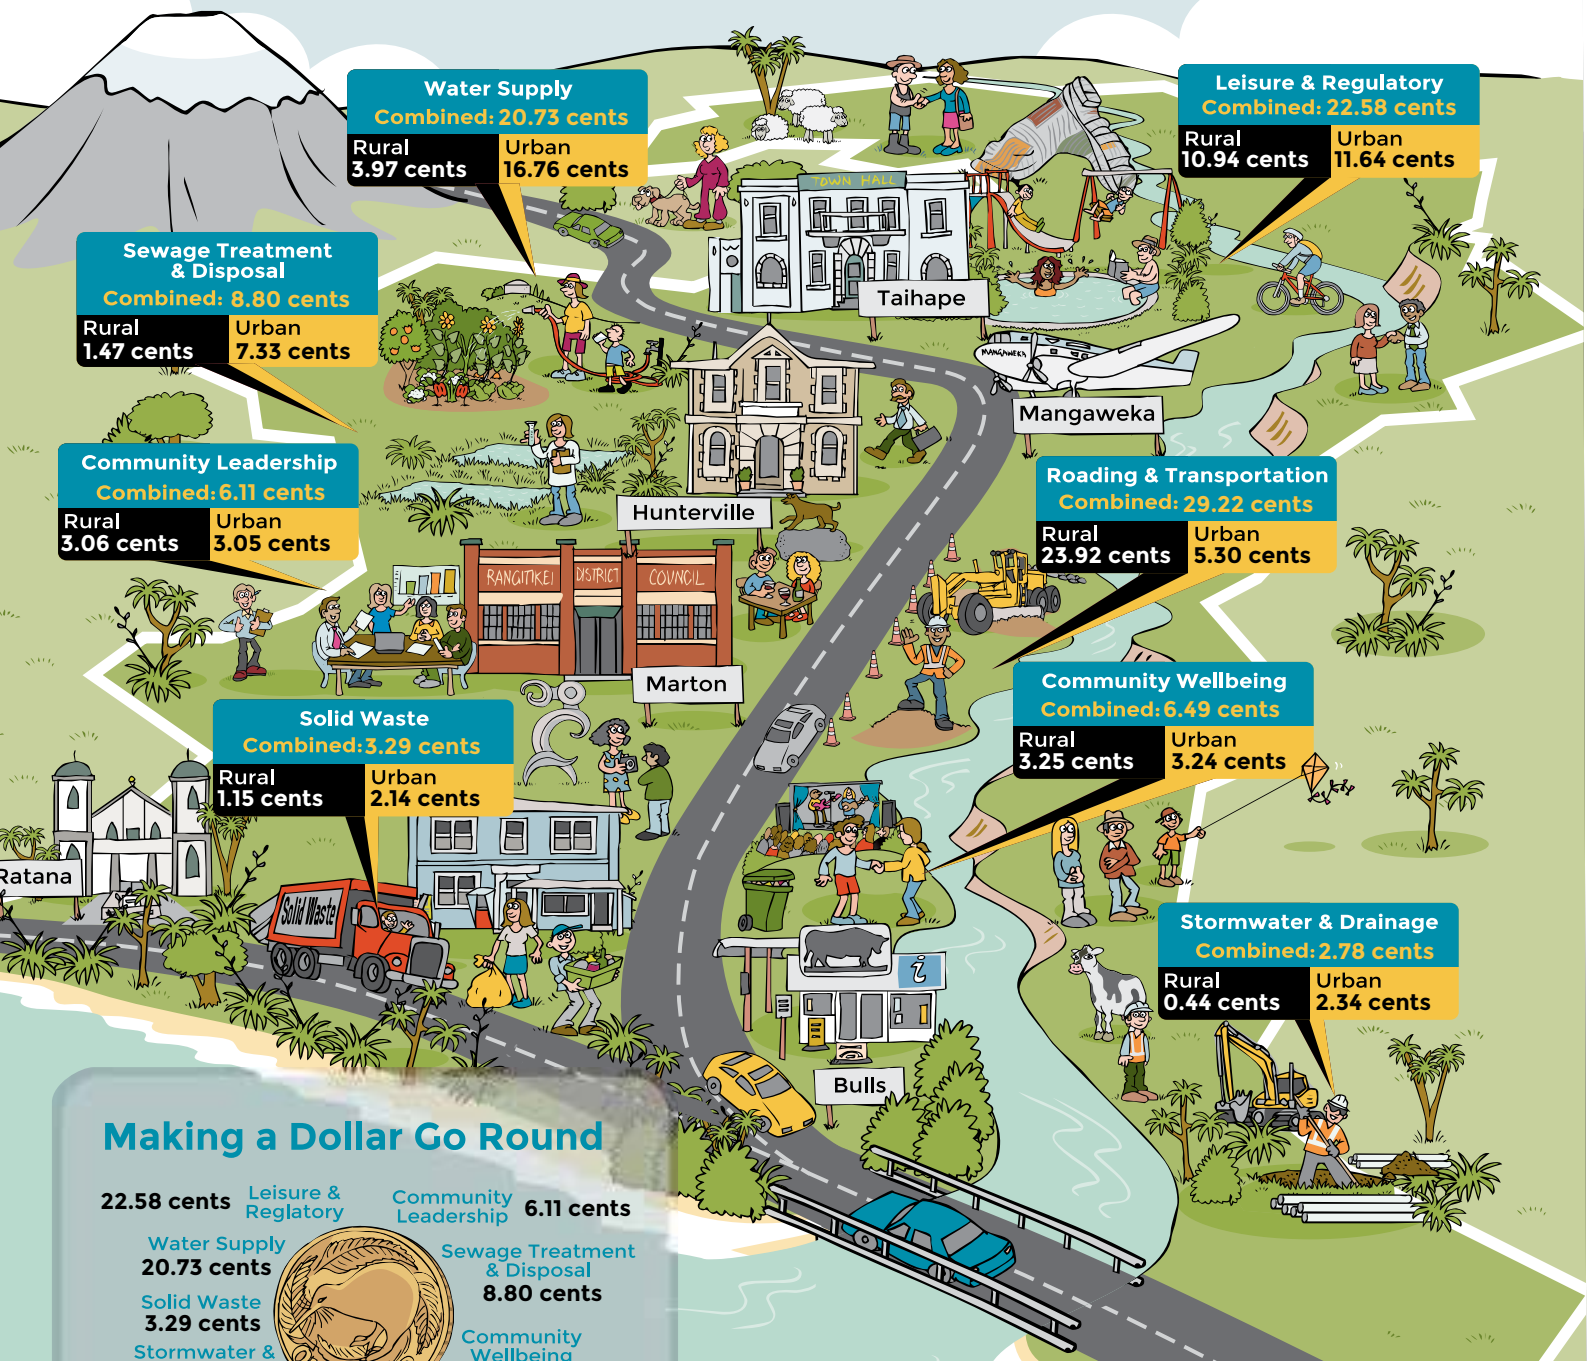 Water Supply
Combined: 20.73 cents
Rural
3.97 cents
Urban
16.76 cents
Leisure & Regulatory
Combined: 22.58 cents
Rural
10.94 cents
Urban
11.64 cents
TOWN HALL
Sewage Treatment
& Disposal
Combined: 8.80 cents
Rural
1.47 cents
Urban
7.33 cents
Taihape
MANGAWEKA
Mangaweka
Community Leadership
Combined: 6.11 cents
Rural
3.06 cents
Urban
3.05 cents
Hunterville
Roading & Transportation
Combined: 29.22 cents
Rural
23.92 cents
Urban
5.30 cents
RANGITIKEI DISTRICT COUNCIL
Marton
Community Wellbeing
Combined: 6.49 cents
Rural
3.25 cents
Urban
3.24 cents
Solid Waste
Combined: 3.29 cents
Rural
1.15 cents
Urban
2.14 cents
Ratana
Solid Waste
Stormwater & Drainage
Combined: 2.78 cents
Rural
0.44 cents
Urban
2.34 cents
i
Bulls
Making a Dollar Go Round
22.58 cents Leisure &
Reglatory
Community
Leadership 6.11 cents
Water Supply
20.73 cents
Sewage Treatment
& Disposal
8.80 cents
Solid Waste
3.29 cents
Stormwater &
Community
Wellbeing